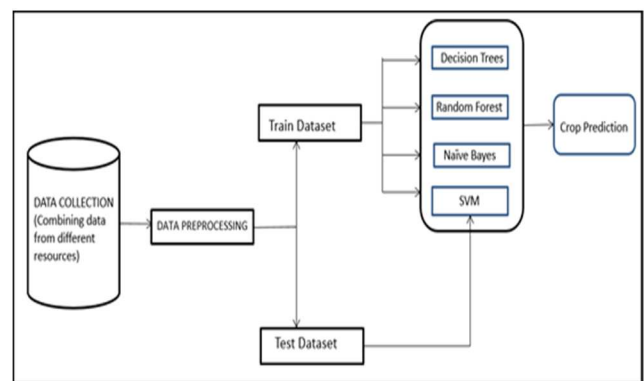 DATA COLLECTION
(Combining data
from different
resources)
DATA PREPROCESSING
Train Dataset
Test Dataset
Decision Trees
Random Forest
Naïve Bayes
SVM
Crop Prediction